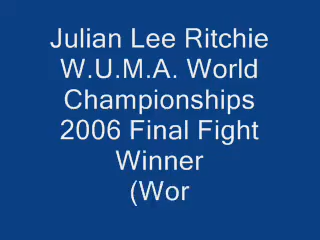 Julian Lee Ritchie
W.U.M.A. World
Championships
2006 Final Fight
Winner
(Wor